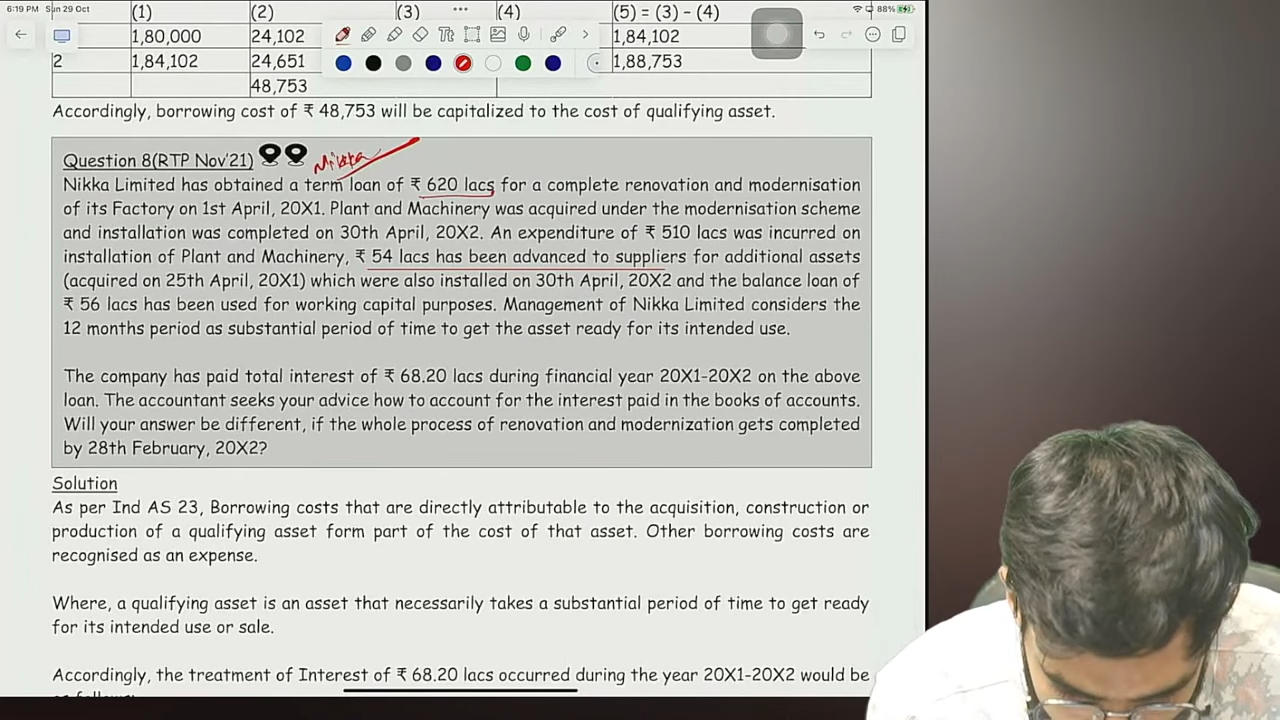 6:19 PM Sun 29 Oct
88%
(1) (2) (3) (4) (5) = (3) – (4)
1,80,000 24,102 1,84,102
2 1,84,102 24,651 1,88,753
48,753
Accordingly, borrowing cost of ₹ 48,753 will be capitalized to the cost of qualifying asset.
Question 8(RTP Nov'21) Nikka
Nikka Limited has obtained a term loan of ₹ 620 lacs for a complete renovation and modernisation
of its Factory on 1st April, 20X1. Plant and Machinery was acquired under the modernisation scheme
and installation was completed on 30th April, 20X2. An expenditure of ₹ 510 lacs was incurred on
installation of Plant and Machinery, ₹ 54 lacs has been advanced to suppliers for additional assets
(acquired on 25th April, 20X1) which were also installed on 30th April, 20X2 and the balance loan of
₹ 56 lacs has been used for working capital purposes. Management of Nikka Limited considers the
12 months period as substantial period of time to get the asset ready for its intended use.
The company has paid total interest of ₹ 68.20 lacs during financial year 20X1-20X2 on the above
loan. The accountant seeks your advice how to account for the interest paid in the books of accounts.
Will your answer be different, if the whole process of renovation and modernization gets completed
by 28th February, 20X2?
Solution
As per Ind AS 23, Borrowing costs that are directly attributable to the acquisition, construction or
production of a qualifying asset form part of the cost of that asset. Other borrowing costs are
recognised as an expense.
Where, a qualifying asset is an asset that necessarily takes a substantial period of time to get ready
for its intended use or sale.
Accordingly, the treatment of Interest of ₹ 68.20 lacs occurred during the year 20X1-20X2 would be